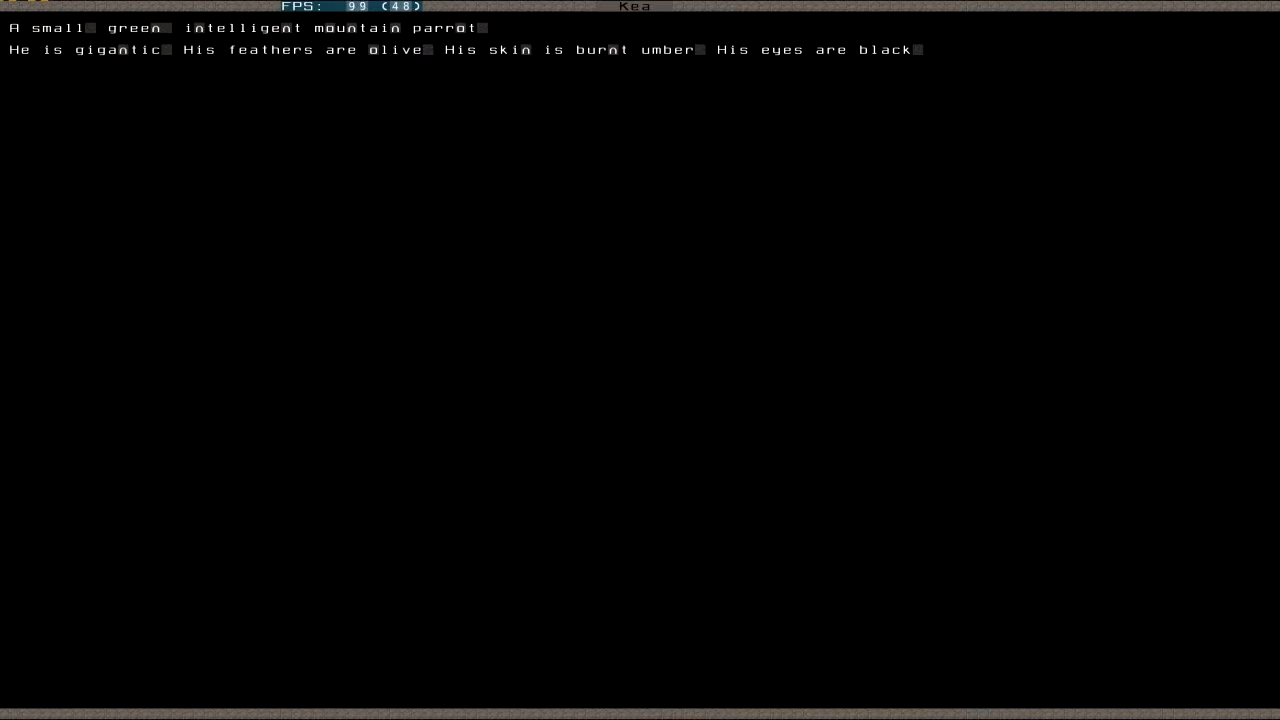 FPS: 99 (48) Kea
A small, green, intelligent mountain parrot.
He is gigantic. His feathers are olive. His skin is burnt umber. His eyes are black.